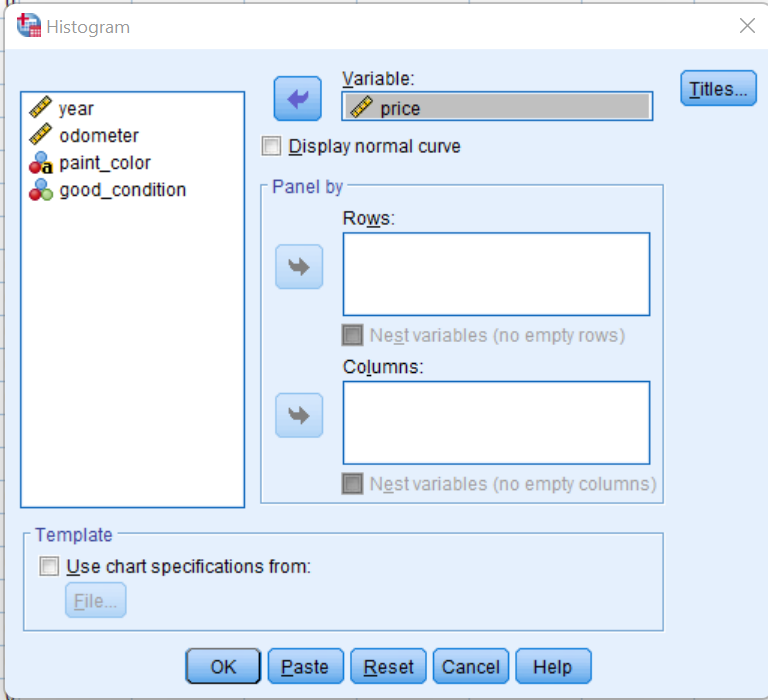 Histogram
year
odometer
paint_color
good_condition
Variable:
price
Titles...
Display normal curve
Panel by
Rows:
Nest variables (no empty rows)
Columns:
Nest variables (no empty columns)
Template
Use chart specifications from:
File...
OK Paste Reset Cancel Help